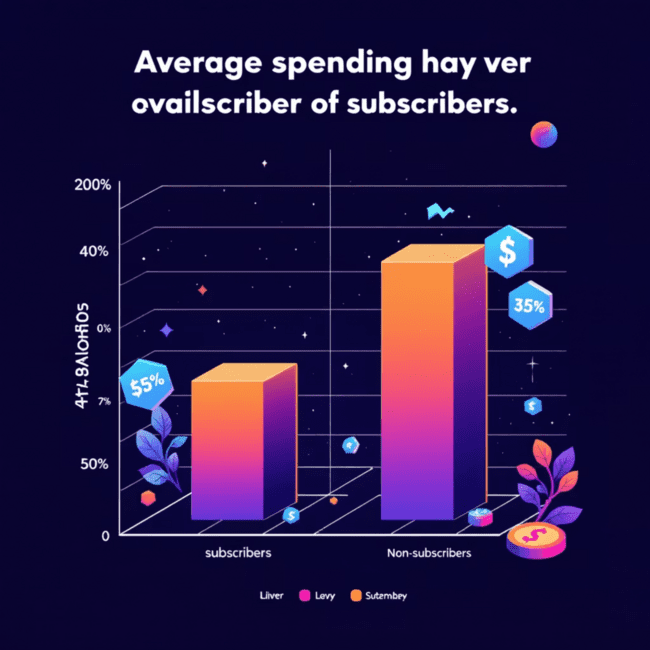 Average spending hay ver
ovailscriber of subscribers.
200%
40%
0%
7%
50%
0
$5%
$
35%
$
$
subscribers
Non-subscribers
Liver
Levy
Sutembey